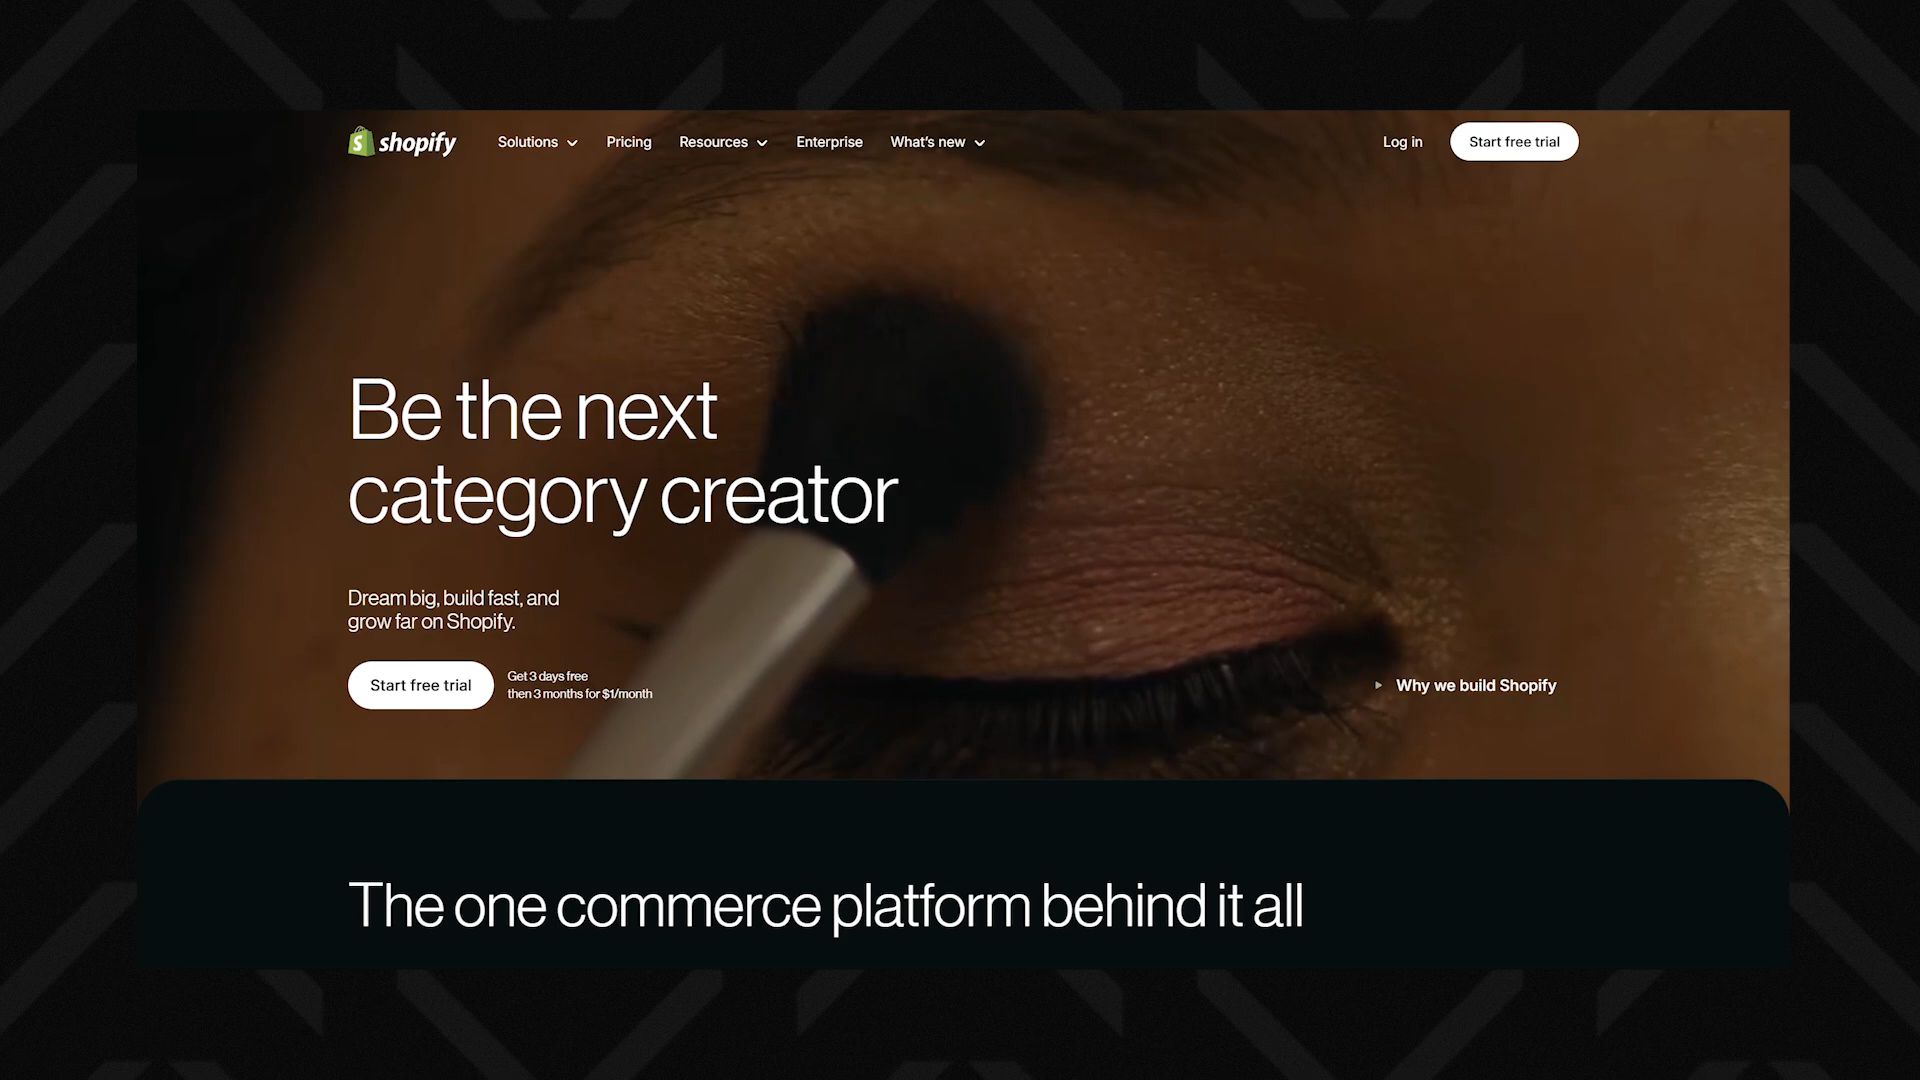 shopify
Solutions
Pricing
Resources
Enterprise
What's new
Log in
Start free trial
Be the next
category creator
Dream big, build fast, and
grow far on Shopify.
Start free trial
Get 3 days free
then 3 months for $1/month
Why we build Shopify
The one commerce platform behind it all